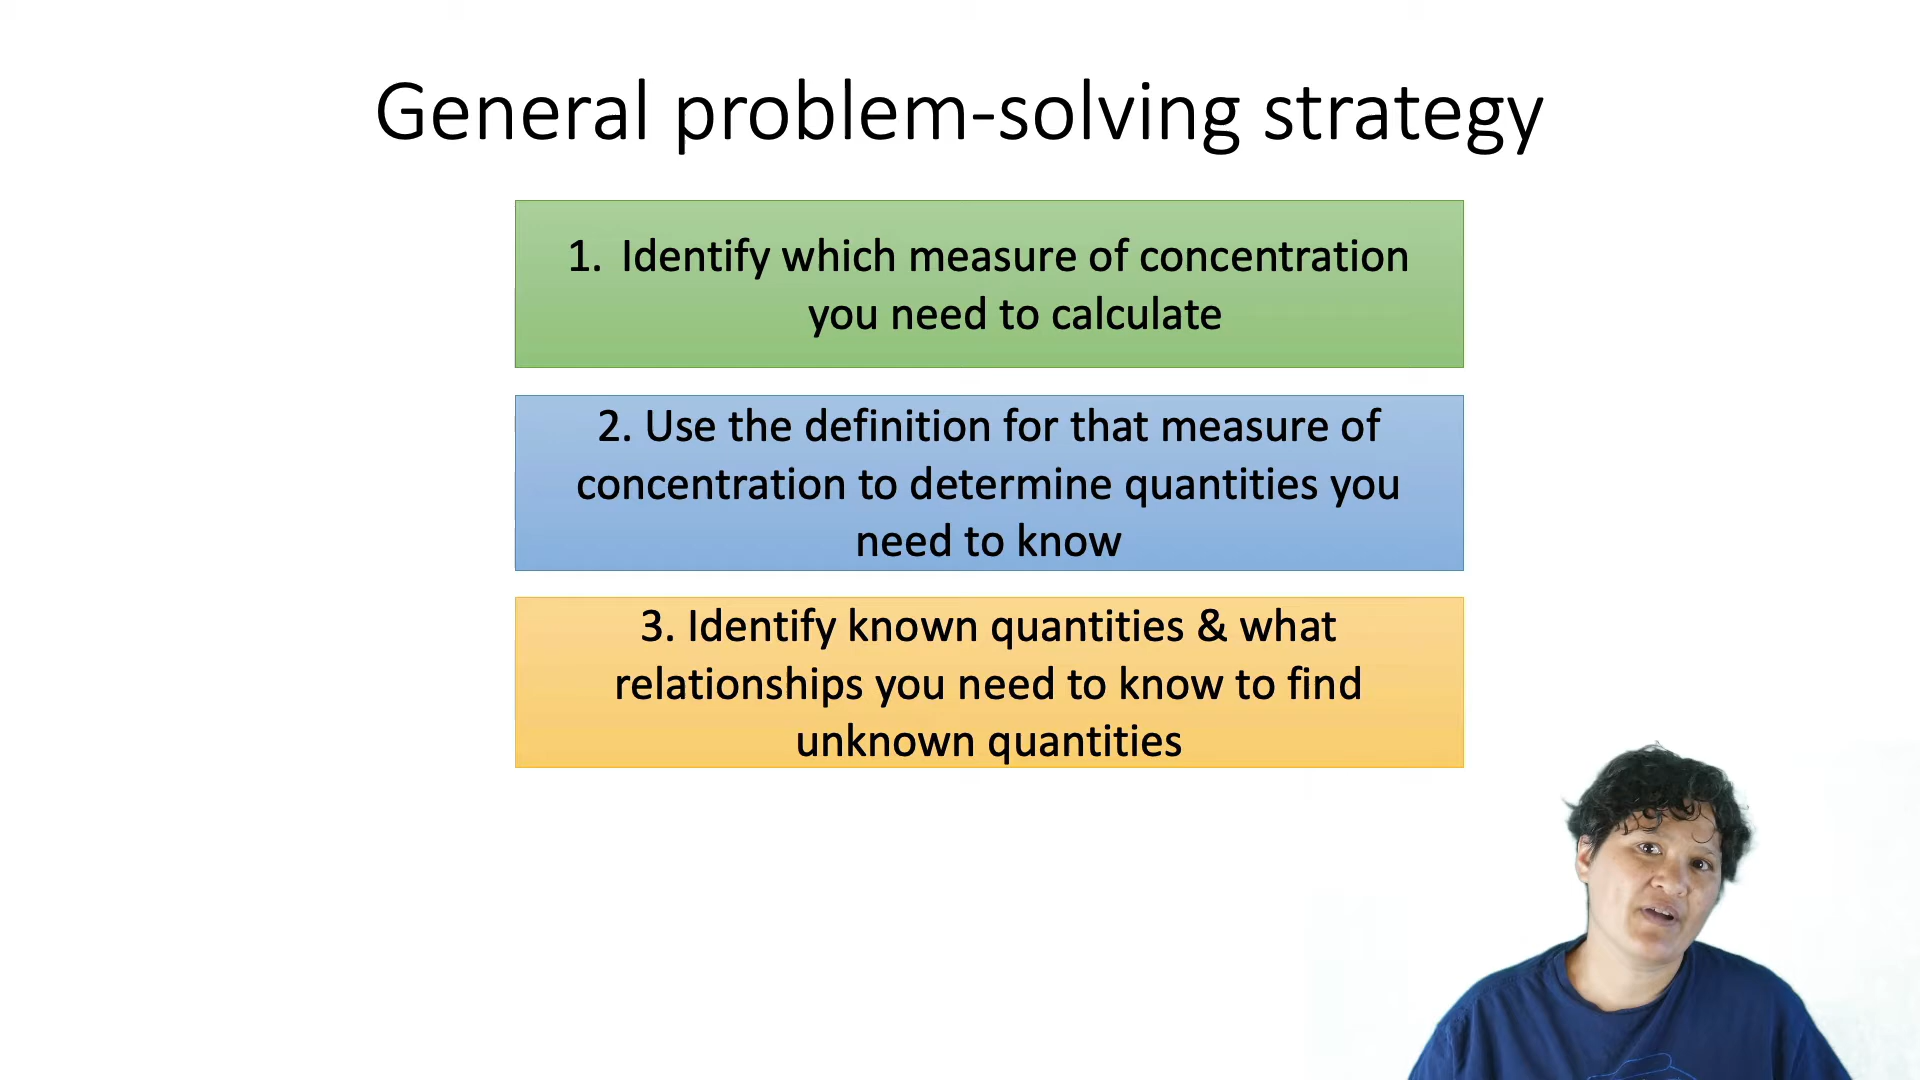 General problem-solving strategy
1. Identify which measure of concentration
you need to calculate
2. Use the definition for that measure of
concentration to determine quantities you
need to know
3. Identify known quantities & what
relationships you need to know to find
unknown quantities